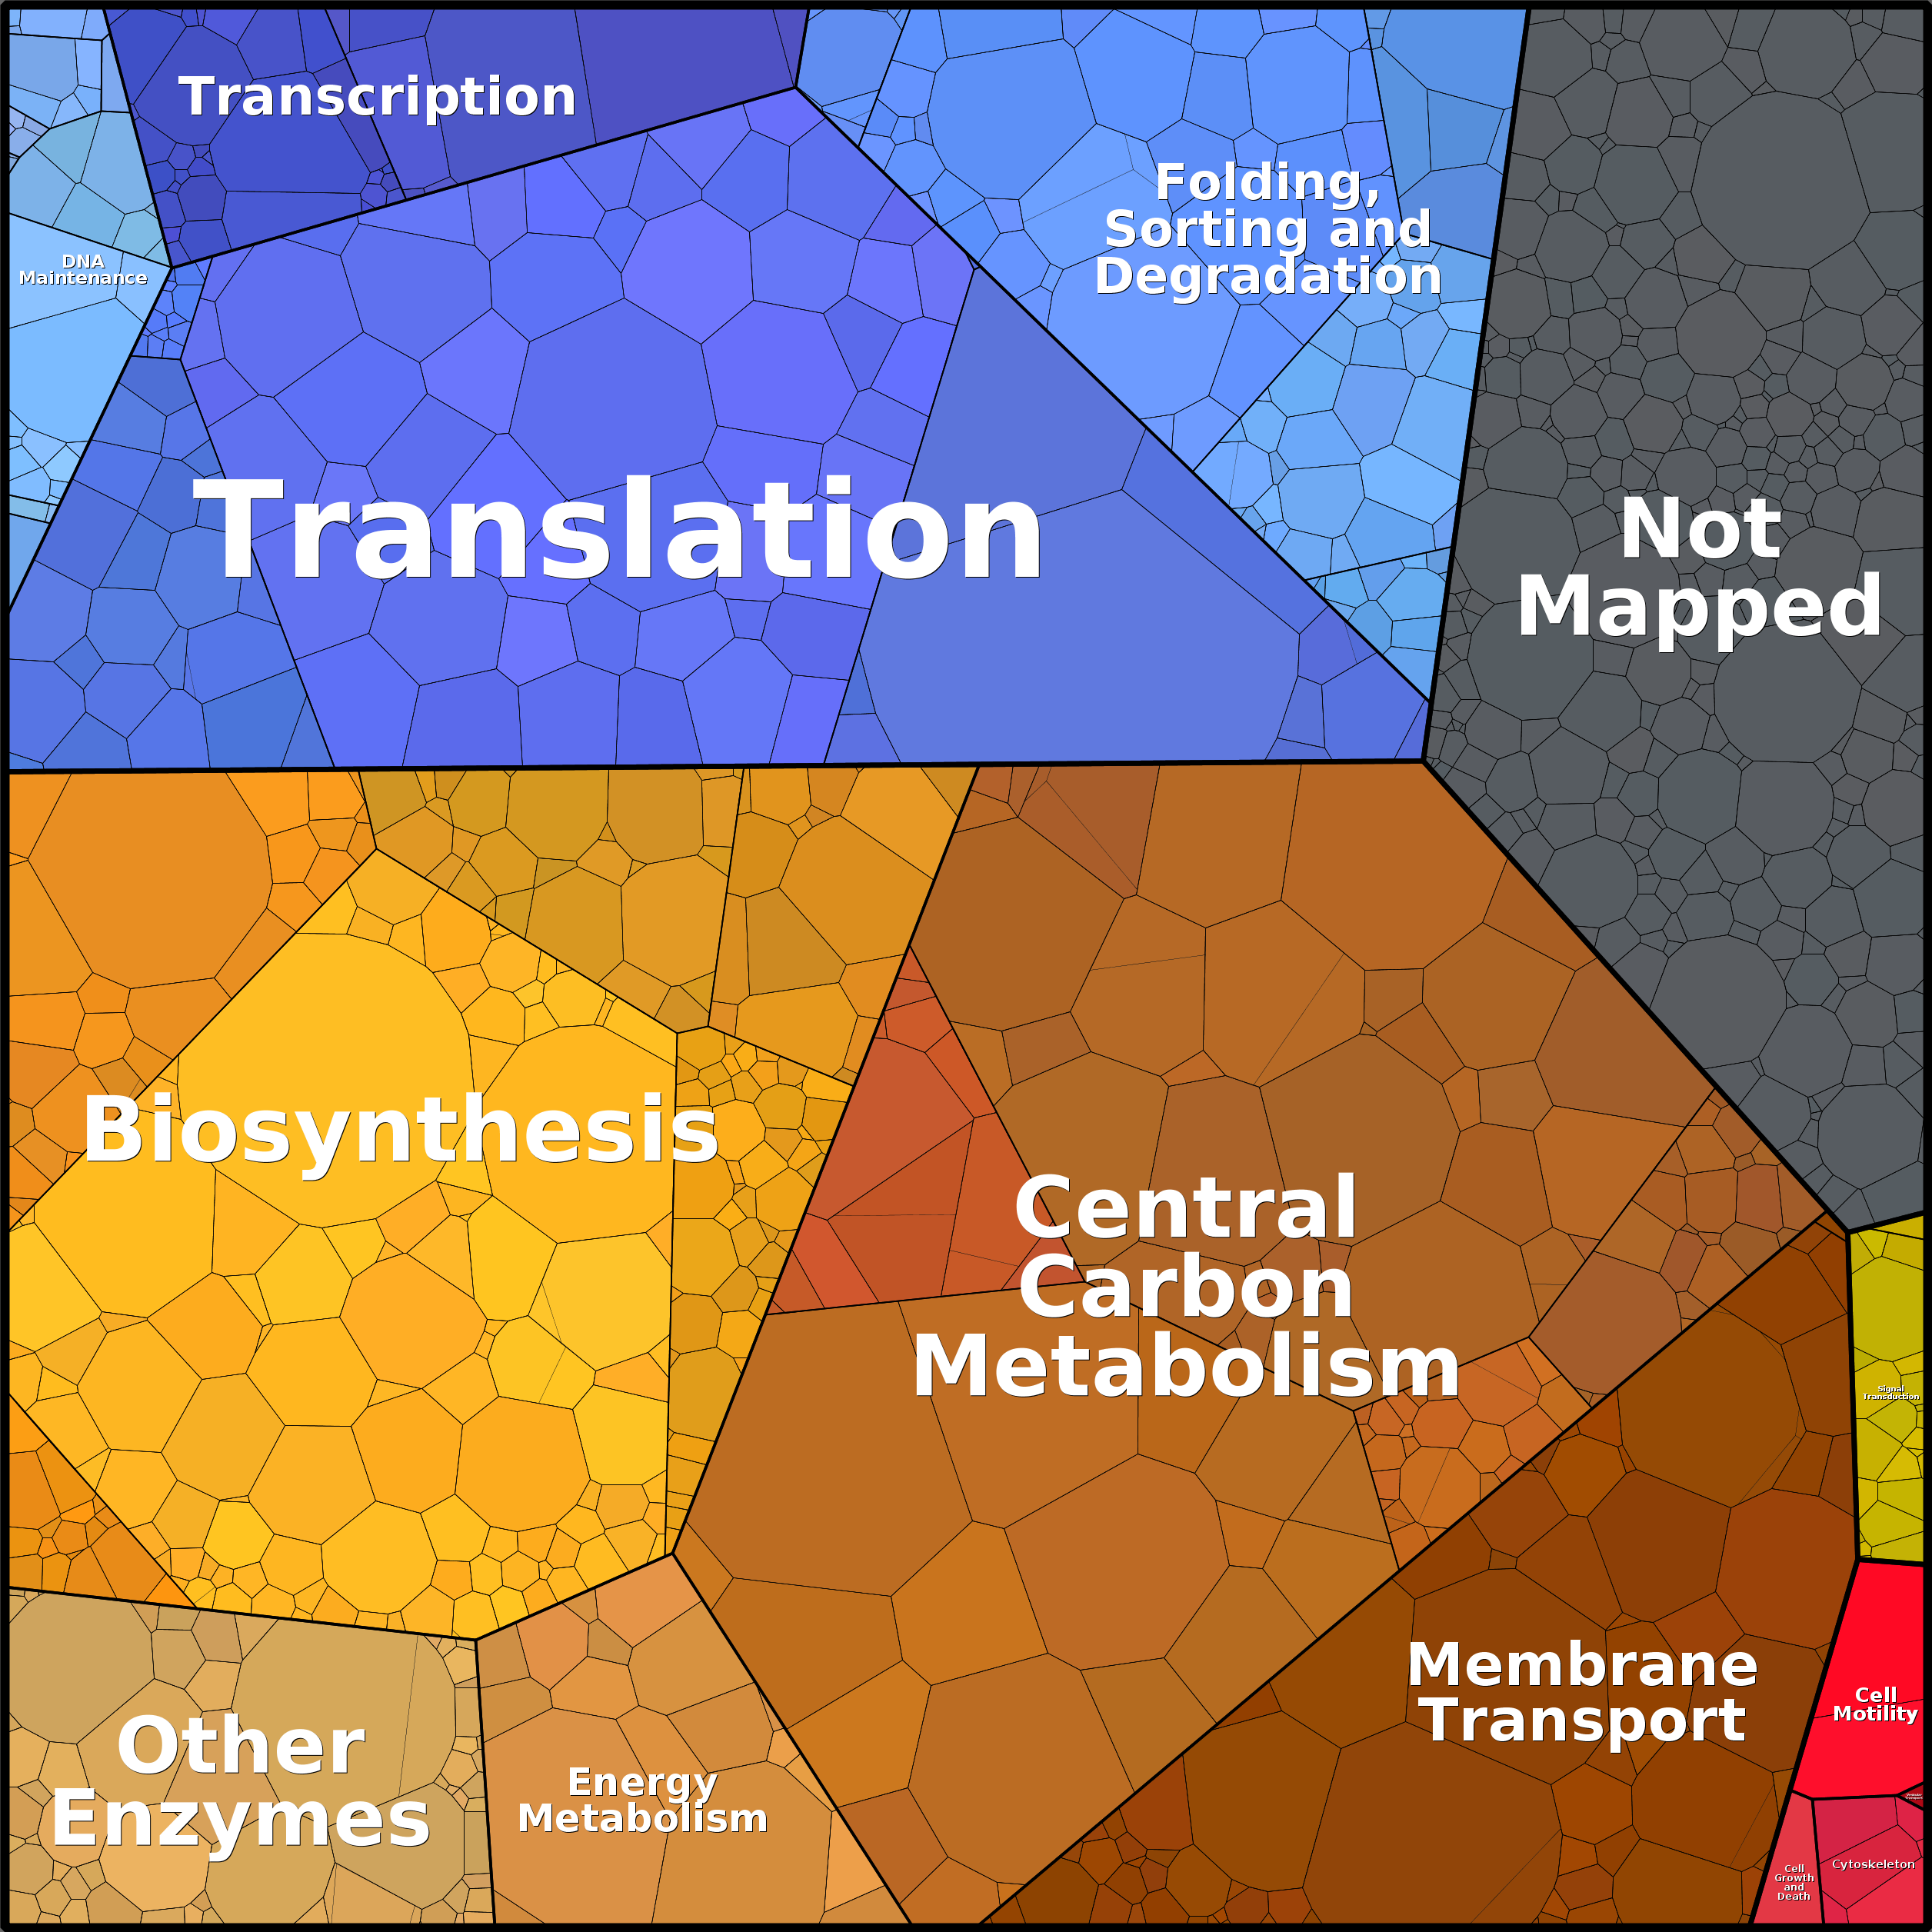 Transcription
Folding,
Sorting and
Degradation
DNA
Maintenance
Translation
Not
Mapped
Biosynthesis
Central
Carbon
Metabolism
Signal
Transduction
Membrane
Transport
Cell
Motility
Other
Enzymes
Energy
Metabolism
Cell
Growth
and
Death
Cytoskeleton